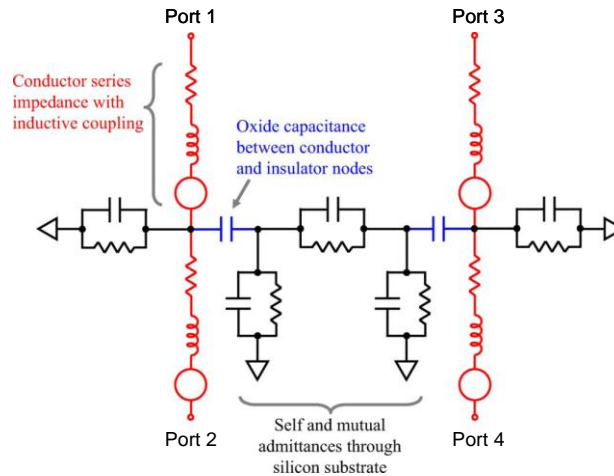 Port 1
Port 3
Conductor series
impedance with
inductive coupling
Oxide capacitance
between conductor
and insulator nodes
Port 2
Self and mutual
admittances through
silicon substrate
Port 4